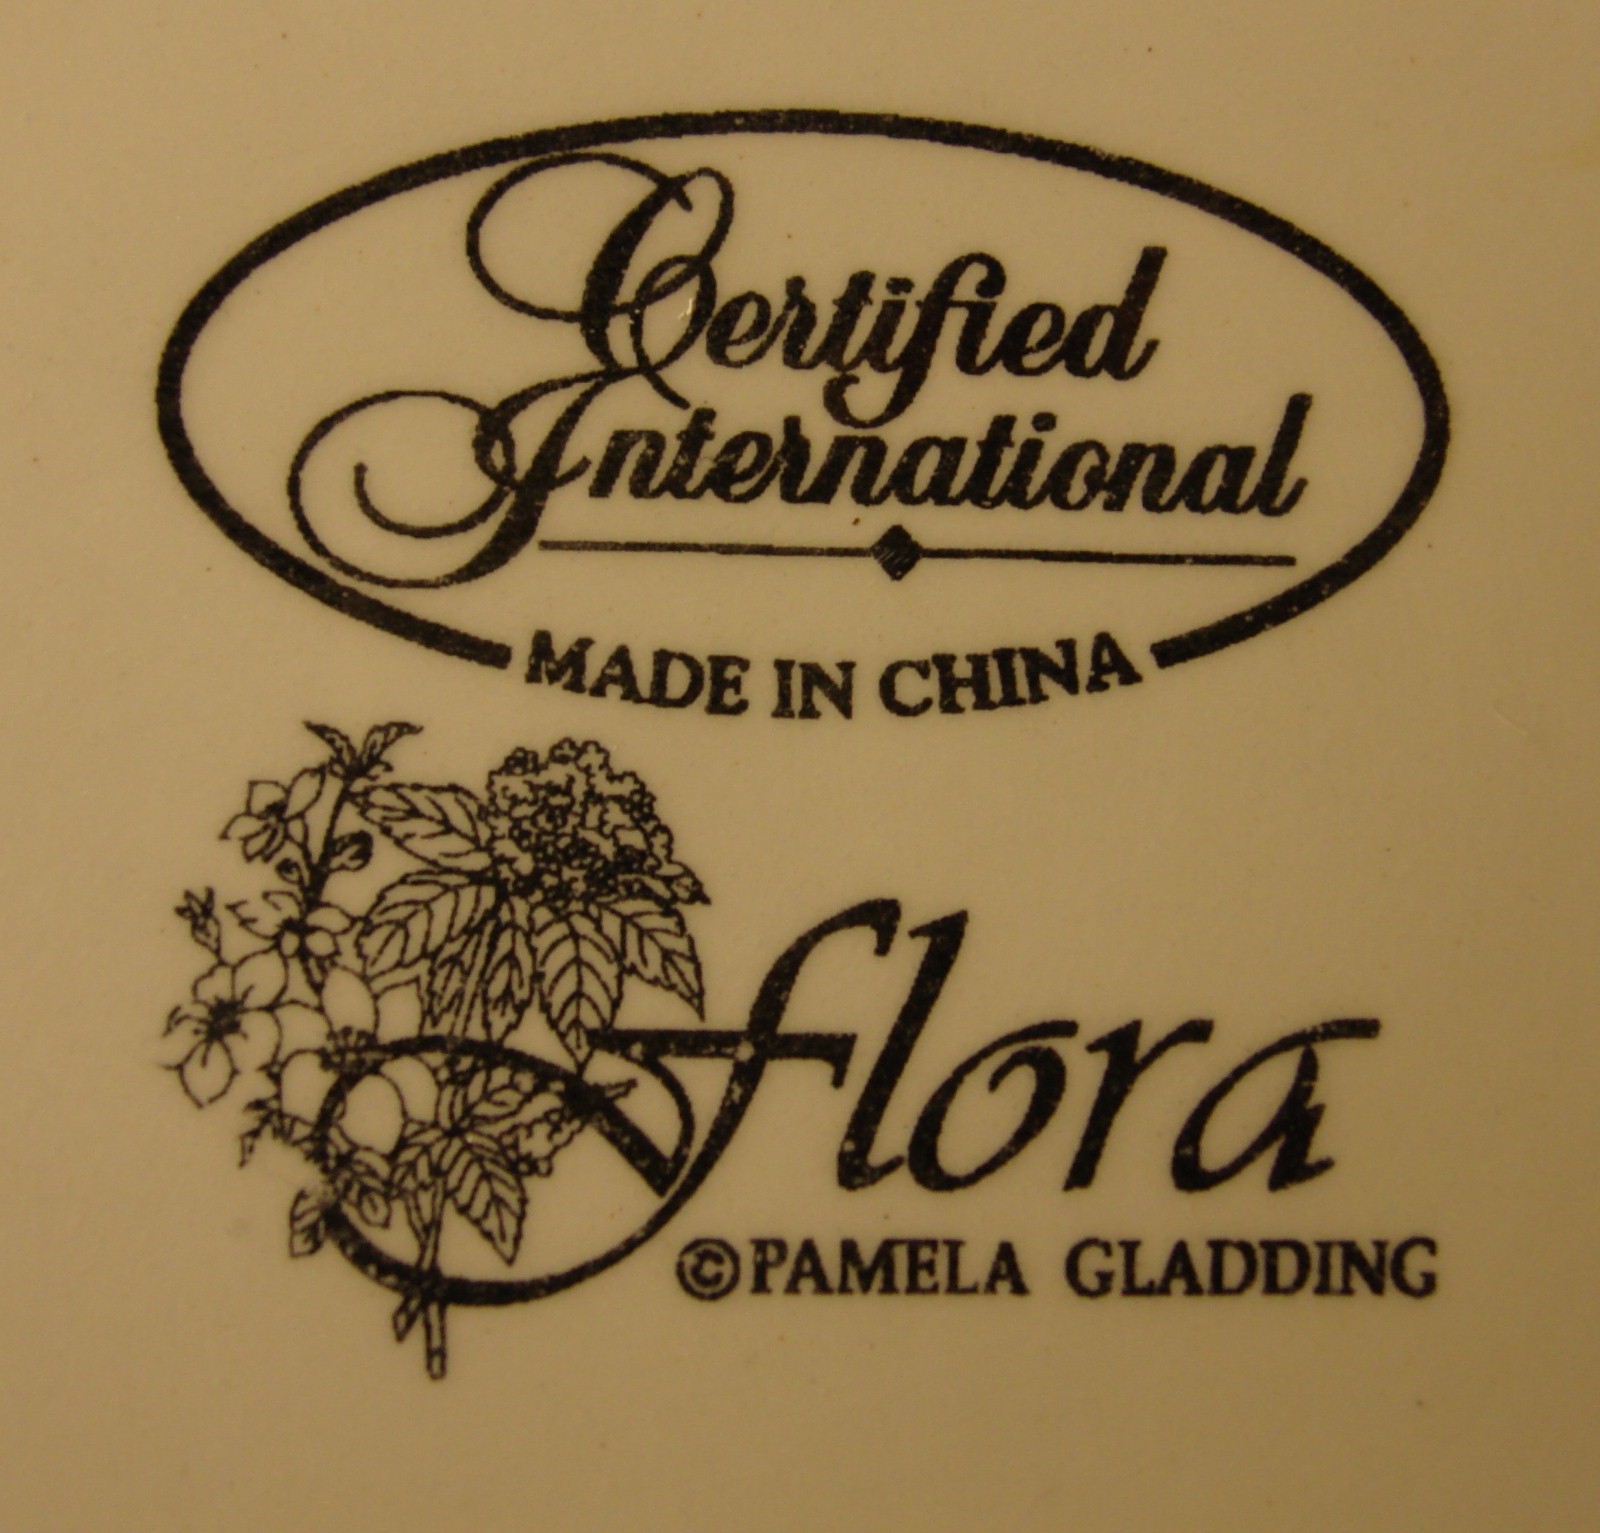 Certified
International
MADE IN CHINA
flora
©PAMELA GLADDING